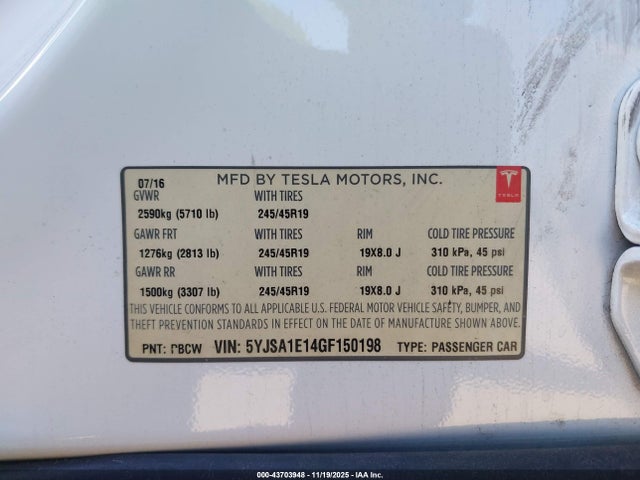 07/16 MFD BY TESLA MOTORS, INC.
GVWR WITH TIRES
2590kg (5710 lb) 245/45R19
GAWR FRT WITH TIRES RIM COLD TIRE PRESSURE
1276kg (2813 lb) 245/45R19 19X8.0 J 310 kPa, 45 psi
GAWR RR WITH TIRES RIM COLD TIRE PRESSURE
1500kg (3307 lb) 245/45R19 19X8.0 J 310 kPa, 45 psi
THIS VEHICLE CONFORMS TO ALL APPLICABLE U.S. FEDERAL MOTOR VEHICLE SAFETY, BUMPER, AND
THEFT PREVENTION STANDARDS IN EFFECT ON THE DATE OF MANUFACTURE SHOWN ABOVE.
PNT: VIN: 5YJSA1E14GF150198 TYPE: PASSENGER CAR
TESLA
000-43703948 - 11/19/2025 - IAA Inc.